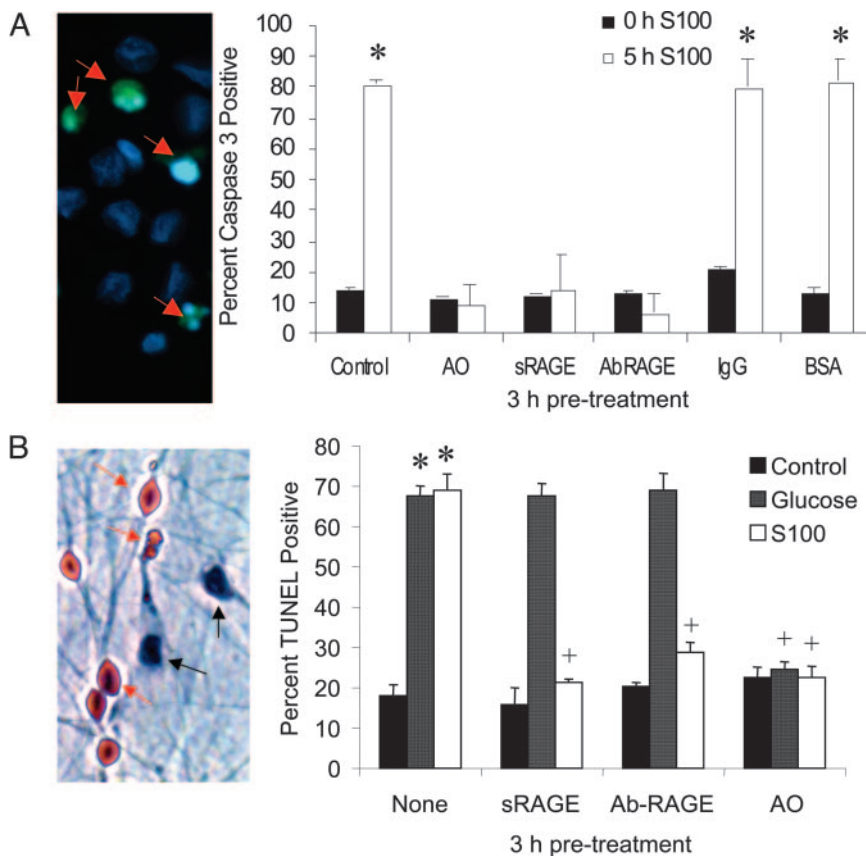 A
Percent Caspase 3 Positive
100
90
80
70
60
50
40
30
20
10
0
■ 0 h S100
□ 5 h S100
* * *
Control AO sRAGE AbRAGE IgG BSA
3 h pre-treatment
B
Percent TUNEL Positive
80
70
60
50
40
30
20
10
0
■ Control
■ Glucose
□ S100
* *
+ + + +
None sRAGE Ab-RAGE AO
3 h pre-treatment